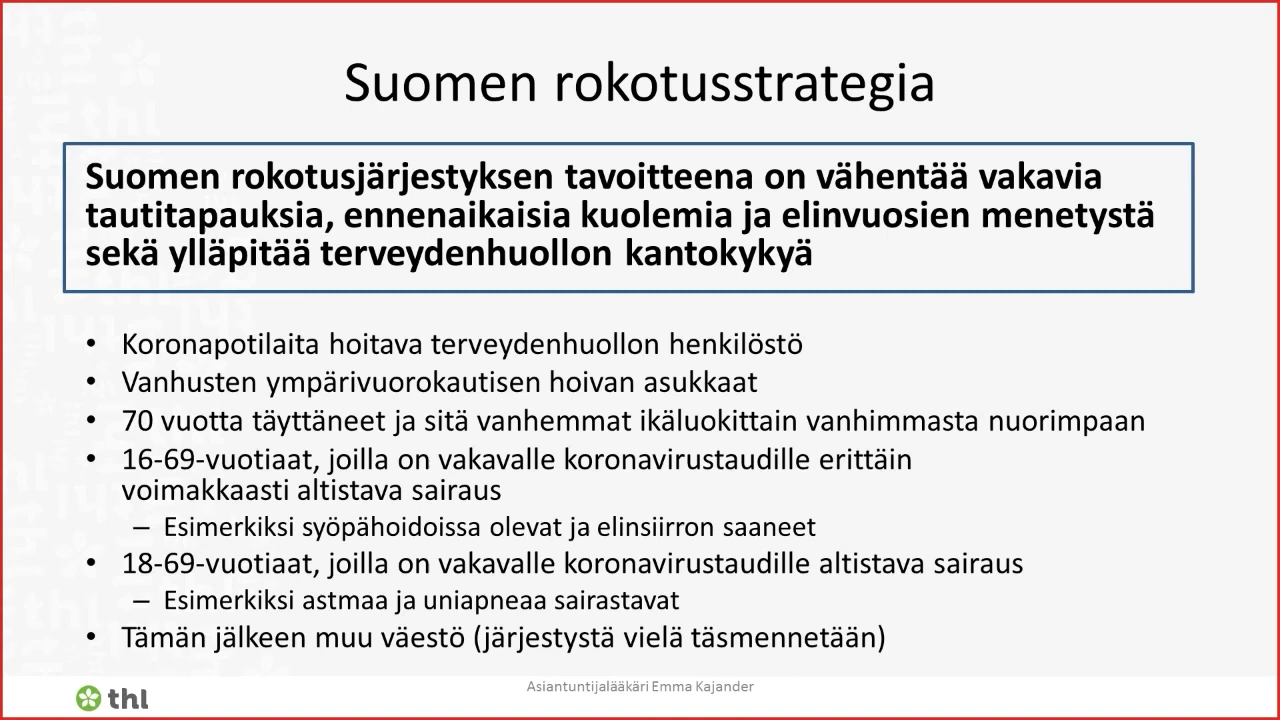 Suomen rokotusstrategia
Suomen rokotusjärjestyksen tavoitteena on vähentää vakavia
tautitapauksia, ennenaikaisia kuolemia ja elinvuosien menetystä
sekä ylläpitää terveydenhuollon kantokykyä
• Koronapotilaita hoitava terveydenhuollon henkilöstö
• Vanhusten ympärivuorokautisen hoivan asukkaat
• 70 vuotta täyttäneet ja sitä vanhemmat ikäluokittain vanhimmasta nuorimpaan
• 16-69-vuotiaat, joilla on vakavalle koronavirustaudille erittäin
voimakkaasti altistava sairaus
– Esimerkiksi syöpähoidoissa olevat ja elinsiirron saaneet
• 18-69-vuotiaat, joilla on vakavalle koronavirustaudille altistava sairaus
– Esimerkiksi astmaa ja uniapneaa sairastavat
• Tämän jälkeen muu väestö (järjestystä vielä täsmennetään)
Asiantuntijalääkäri Emma Kajander
thl